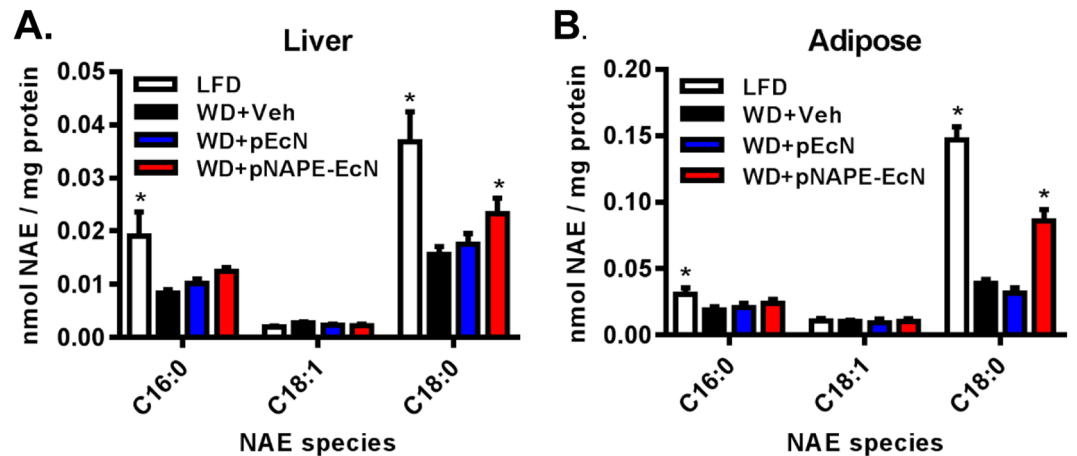 A.
Liver
nmol NAE / mg protein
0.05
0.04
0.03
0.02
0.01
0.00
LFD
WD+Veh
WD+pEcN
WD+pNAPE-EcN
*
*
*
C16:0
C18:1
C18:0
NAE species
B.
Adipose
nmol NAE / mg protein
0.20
0.15
0.10
0.05
0.00
LFD
WD+Veh
WD+pEcN
WD+pNAPE-EcN
*
*
*
C16:0
C18:1
C18:0
NAE species